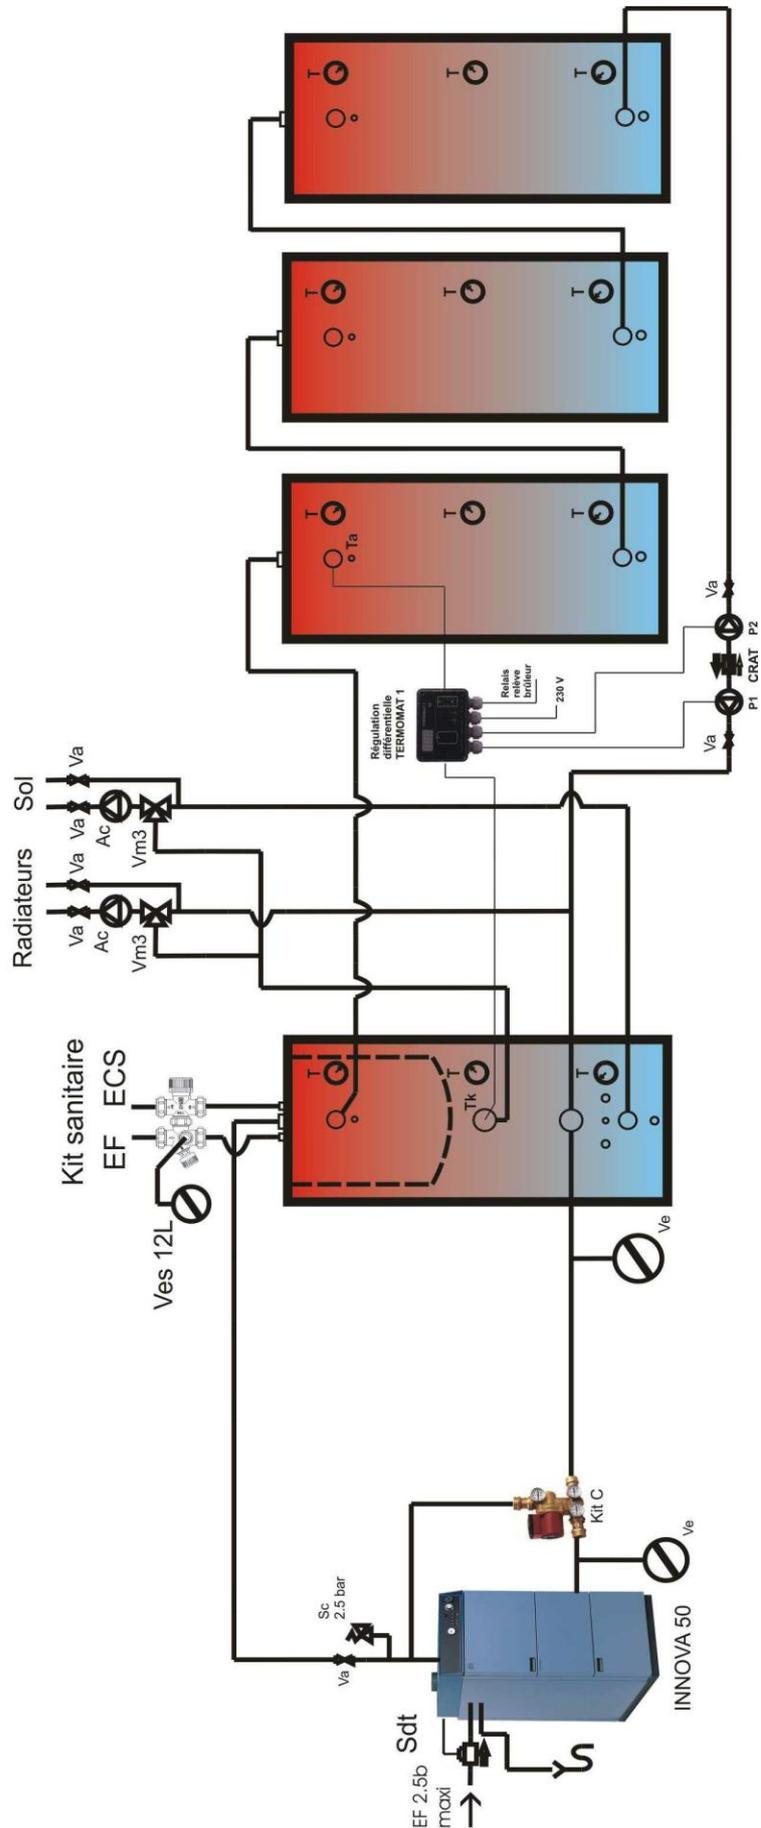 T
T
T
T
T
T
T
T
T
Ta
Va
P2
CRAT
P1
Va
Régulation
différentielle
TERMOMAT 1
Relais
relève
brûleur
230 V
Sol
Va
Va
Ac
Vm3
Radiateurs
Va
Va
Ac
Vm3
Kit sanitaire
EF ECS
Ves 12L
T
T
T
Tk
Ve
Kit C
Ve
Sc
2.5 bar
Va
INNOVA 50
Sdt
EF 2.5b
maxi